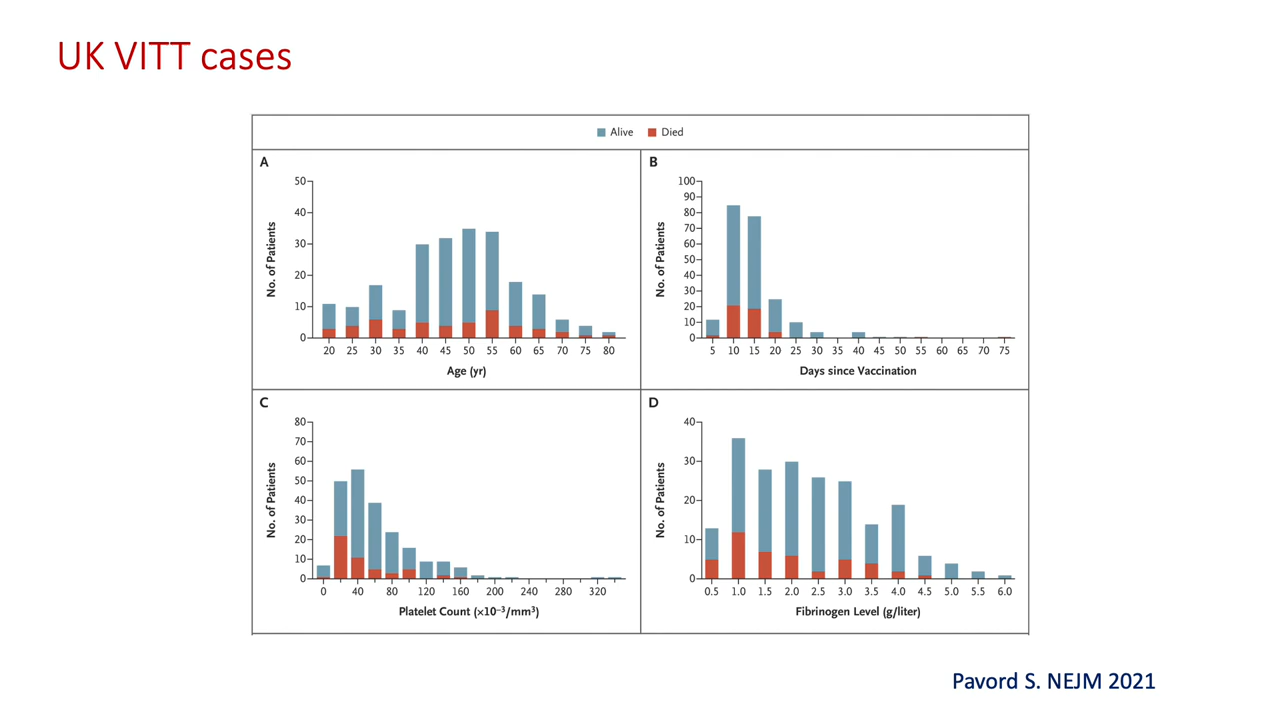 UK VITT cases
Alive Died
A
50
40
30
20
10
0
No. of Patients
20 25 30 35 40 45 50 55 60 65 70 75 80
Age (yr)
B
100
90
80
70
60
50
40
30
20
10
0
No. of Patients
5 10 15 20 25 30 35 40 45 50 55 60 65 70 75
Days since Vaccination
C
80
70
60
50
40
30
20
10
0
No. of Patients
0 40 80 120 160 200 240 280 320
Platelet Count (×10⁻³/mm³)
D
40
30
20
10
0
No. of Patients
0.5 1.0 1.5 2.0 2.5 3.0 3.5 4.0 4.5 5.0 5.5 6.0
Fibrinogen Level (g/liter)
Pavord S. NEJM 2021